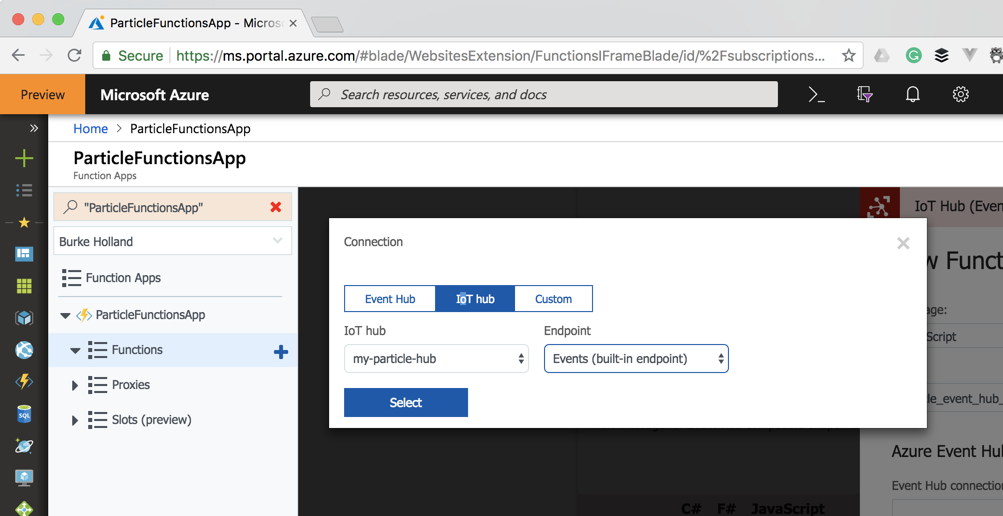 ParticleFunctionsApp - Micros
Secure
https://ms.portal.azure.com/#blade/WebsitesExtension/FunctionsIFrameBlade/id/%2Fsubscriptions...
Preview
Microsoft Azure
Search resources, services, and docs
Home > ParticleFunctionsApp
ParticleFunctionsApp
Function Apps
"ParticleFunctionsApp"
IoT Hub (Even
Burke Holland
Connection
w Funct
Function Apps
Event Hub
IoT hub
Custom
age:
ParticleFunctionsApp
IoT hub
Endpoint
Script
Functions
my-particle-hub
Events (built-in endpoint)
Proxies
Select
le_event_hub_
Slots (preview)
Azure Event Hub
Event Hub connection
SQL
C# F# JavaScript